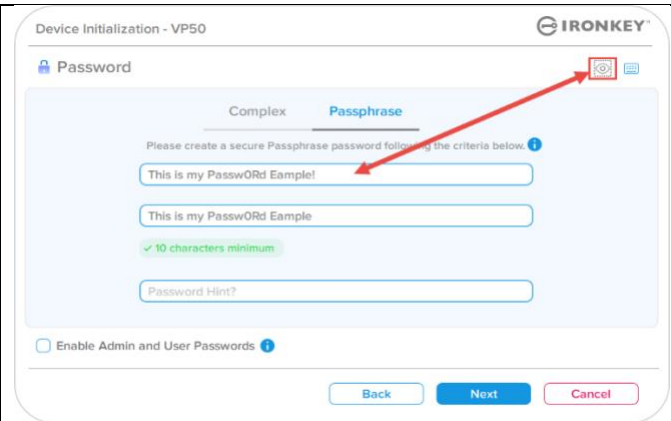 Device Initialization - VP50
IRONKEY™
Password
Complex Passphrase
Please create a secure Passphrase password following the criteria below.
This is my Passw0Rd Eample!
This is my Passw0Rd Eample
✓ 10 characters minimum
Password Hint?
Enable Admin and User Passwords
Back Next Cancel